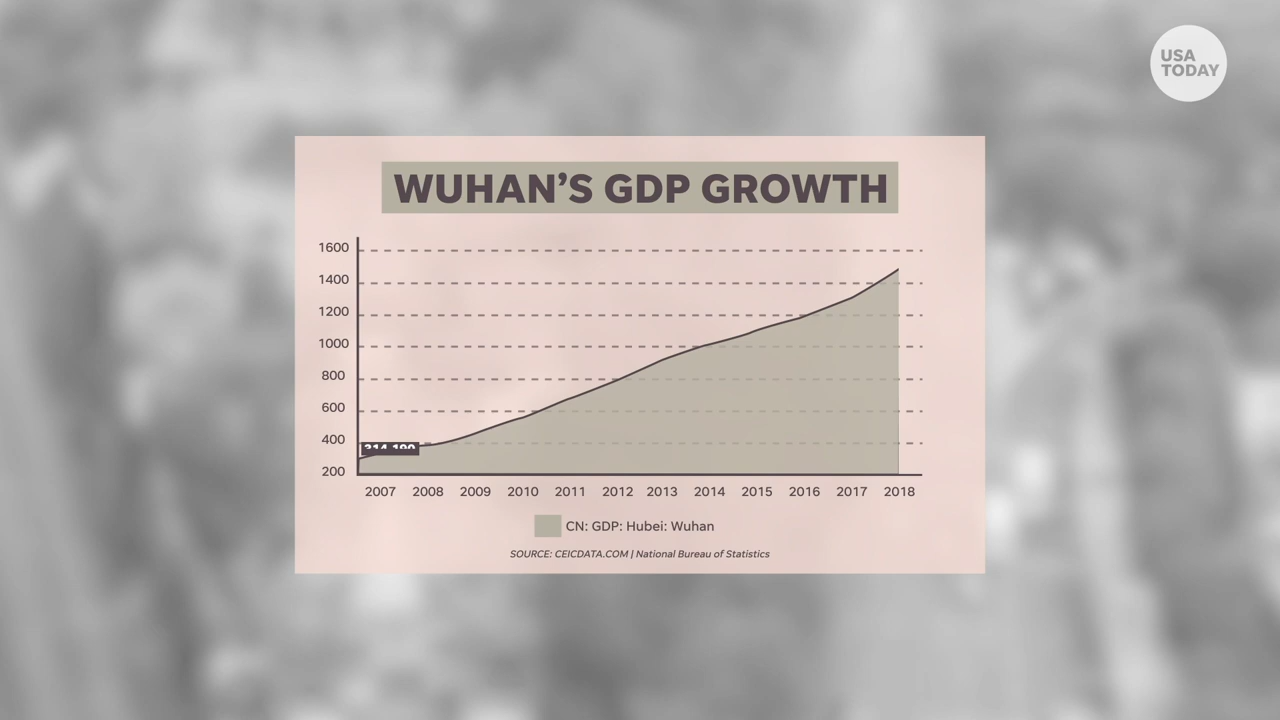 USA
TODAY
WUHAN'S GDP GROWTH
1600
1400
1200
1000
800
600
400
200
2007 2008 2009 2010 2011 2012 2013 2014 2015 2016 2017 2018
CN: GDP: Hubei: Wuhan
SOURCE: CEICDATA.COM | National Bureau of Statistics